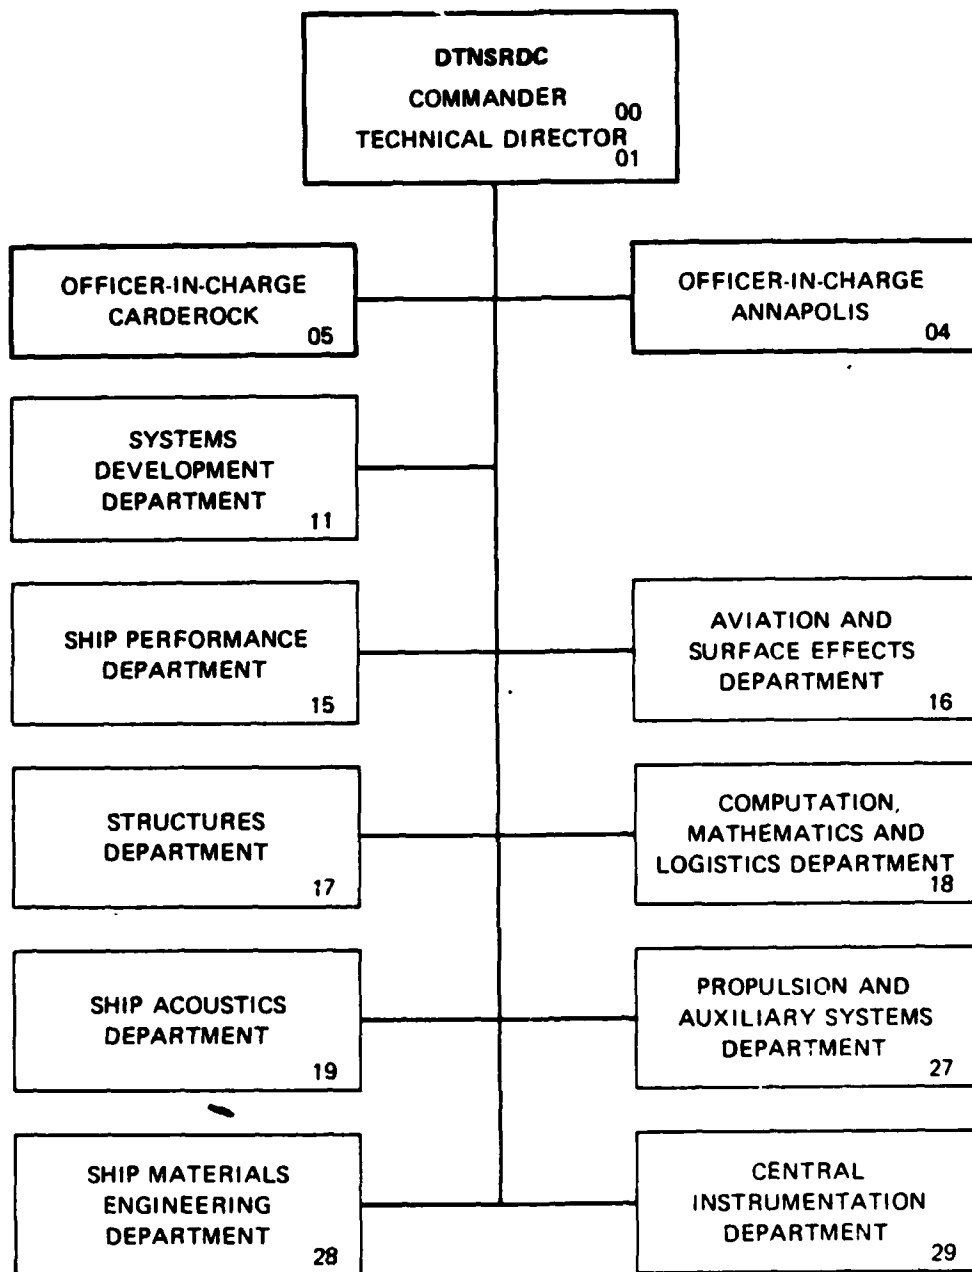 DTNSRDC
COMMANDER 00
TECHNICAL DIRECTOR 01
OFFICER-IN-CHARGE
CARDEROCK
05
OFFICER-IN-CHARGE
ANNAPOLIS
04
SYSTEMS
DEVELOPMENT
DEPARTMENT
11
SHIP PERFORMANCE
DEPARTMENT
15
AVIATION AND
SURFACE EFFECTS
DEPARTMENT
16
STRUCTURES
DEPARTMENT
17
COMPUTATION,
MATHEMATICS AND
LOGISTICS DEPARTMENT
18
SHIP ACOUSTICS
DEPARTMENT
19
PROPULSION AND
AUXILIARY SYSTEMS
DEPARTMENT
27
SHIP MATERIALS
ENGINEERING
DEPARTMENT
28
CENTRAL
INSTRUMENTATION
DEPARTMENT
29